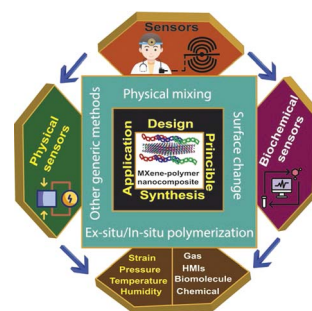 Sensors
Physical mixing
Other generic methods
Surface change
Physical
sensors
Biochemical
sensors
Design
Application
Princible
MXene-polymer
nanocomposite
Synthesis
Ex-situ/In-situ polymerization
Strain
Pressure
Temperature
Humidity
Gas
HMIs
Biomolecule
Chemical